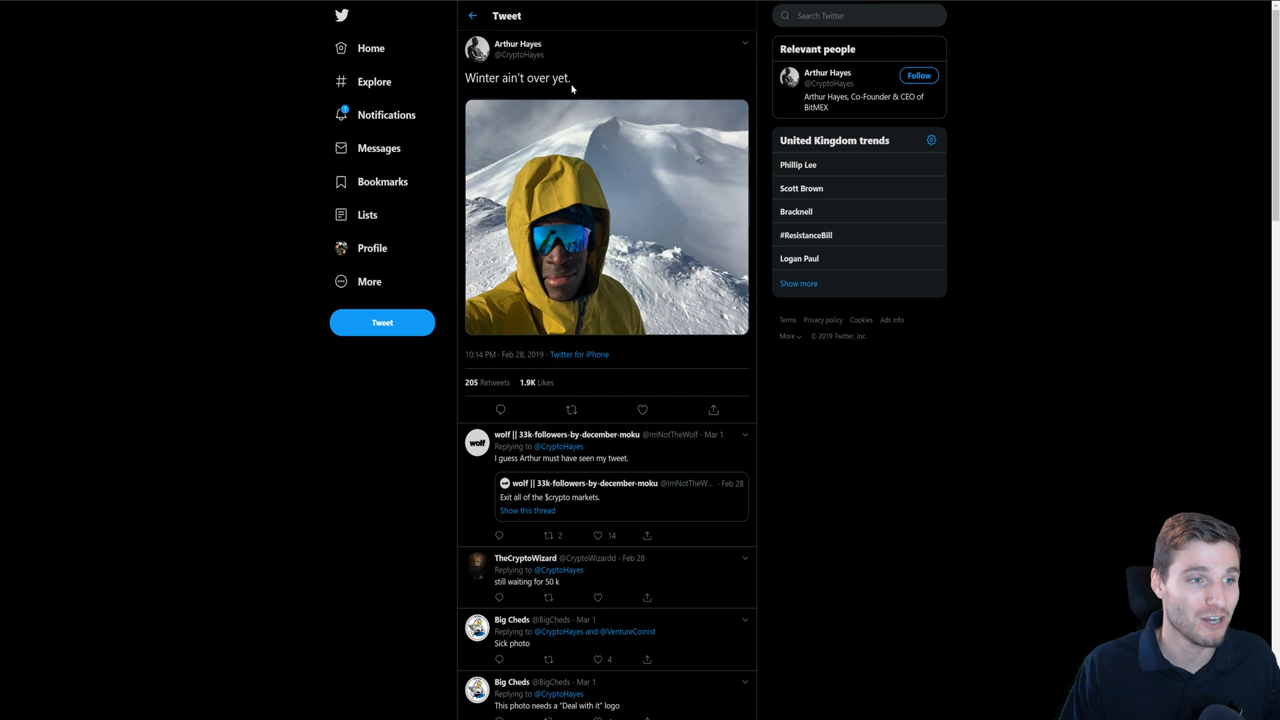 Home
Explore
1
Notifications
Messages
Bookmarks
Lists
Profile
More
Tweet
Tweet
Arthur Hayes
@CryptoHayes
Winter ain't over yet.
10:14 PM · Feb 28, 2019 · Twitter for iPhone
205 Retweets 1.9K Likes
wolf
wolf || 33k-followers-by-december-moku @ImNotTheWolf · Mar 1
Replying to @CryptoHayes
I guess Arthur must have seen my tweet.
wolf || 33k-followers-by-december-moku @ImNotTheW... · Feb 28
Exit all of the $crypto markets.
Show this thread
2 14
TheCryptoWizard @CryptoWizardd · Feb 28
Replying to @CryptoHayes
still waiting for 50 k
Big Cheds @BigCheds · Mar 1
Replying to @CryptoHayes and @VentureCoinist
Sick photo
4
Big Cheds @BigCheds · Mar 1
Replying to @CryptoHayes
This photo needs a "Deal with it" logo
Search Twitter
Relevant people
Arthur Hayes
@CryptoHayes
Follow
Arthur Hayes, Co-Founder & CEO of
BitMEX
United Kingdom trends
Phillip Lee
Scott Brown
Bracknell
#ResistanceBill
Logan Paul
Show more
Terms Privacy policy Cookies Ads info
More © 2019 Twitter, Inc.